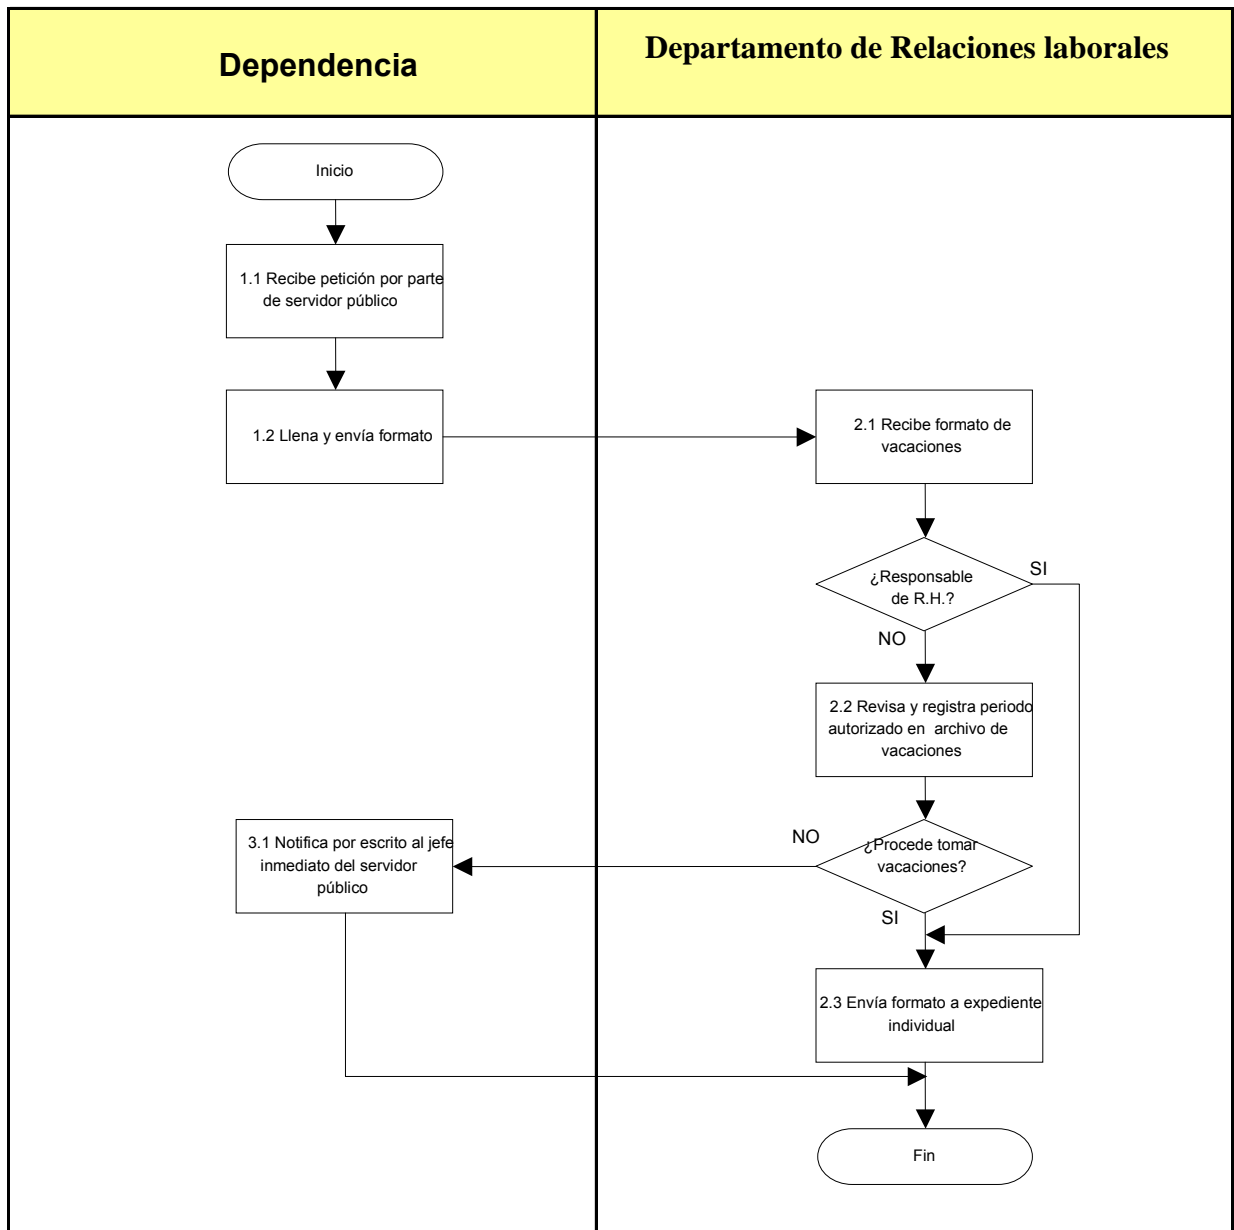 Dependencia
Departamento de Relaciones laborales
Inicio
1.1 Recibe petición por parte
de servidor público
1.2 Llena y envía formato
2.1 Recibe formato de
vacaciones
¿Responsable
de R.H.?
SI
NO
2.2 Revisa y registra periodo
autorizado en archivo de
vacaciones
¿Procede tomar
vacaciones?
NO
3.1 Notifica por escrito al jefe
inmediato del servidor
público
SI
2.3 Envía formato a expediente
individual
Fin